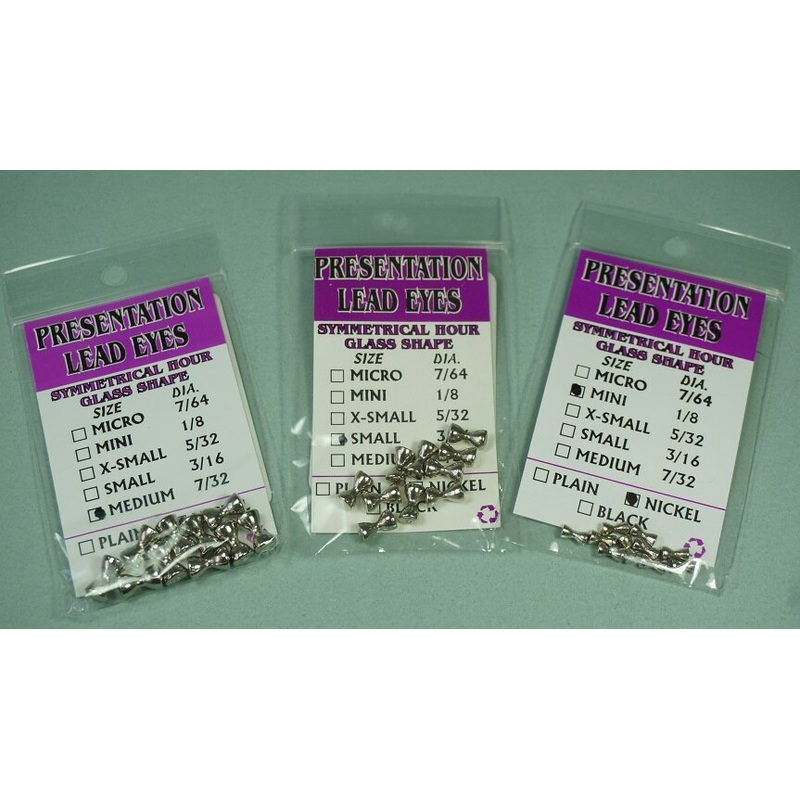 PRESENTATION
LEAD EYES
SYMMETRICAL HOUR
GLASS SHAPE
SIZE DIA.
MICRO 7/64
MINI 1/8
X-SMALL 5/32
SMALL 3/16
MEDIUM 7/32
PLAIN
PRESENTATION
LEAD EYES
SYMMETRICAL HOUR
GLASS SHAPE
SIZE DIA.
MICRO 7/64
MINI 1/8
X-SMALL 5/32
SMALL 3
MEDIU
PL NICKEL
BLACK
PRESENTATION
LEAD EYES
SYMMETRICAL HOUR
GLASS SHAPE
SIZE DIA.
MICRO 7/64
MINI 1/8
X-SMALL 5/32
SMALL 3/16
MEDIUM 7/32
PLAIN NICKEL
BLACK